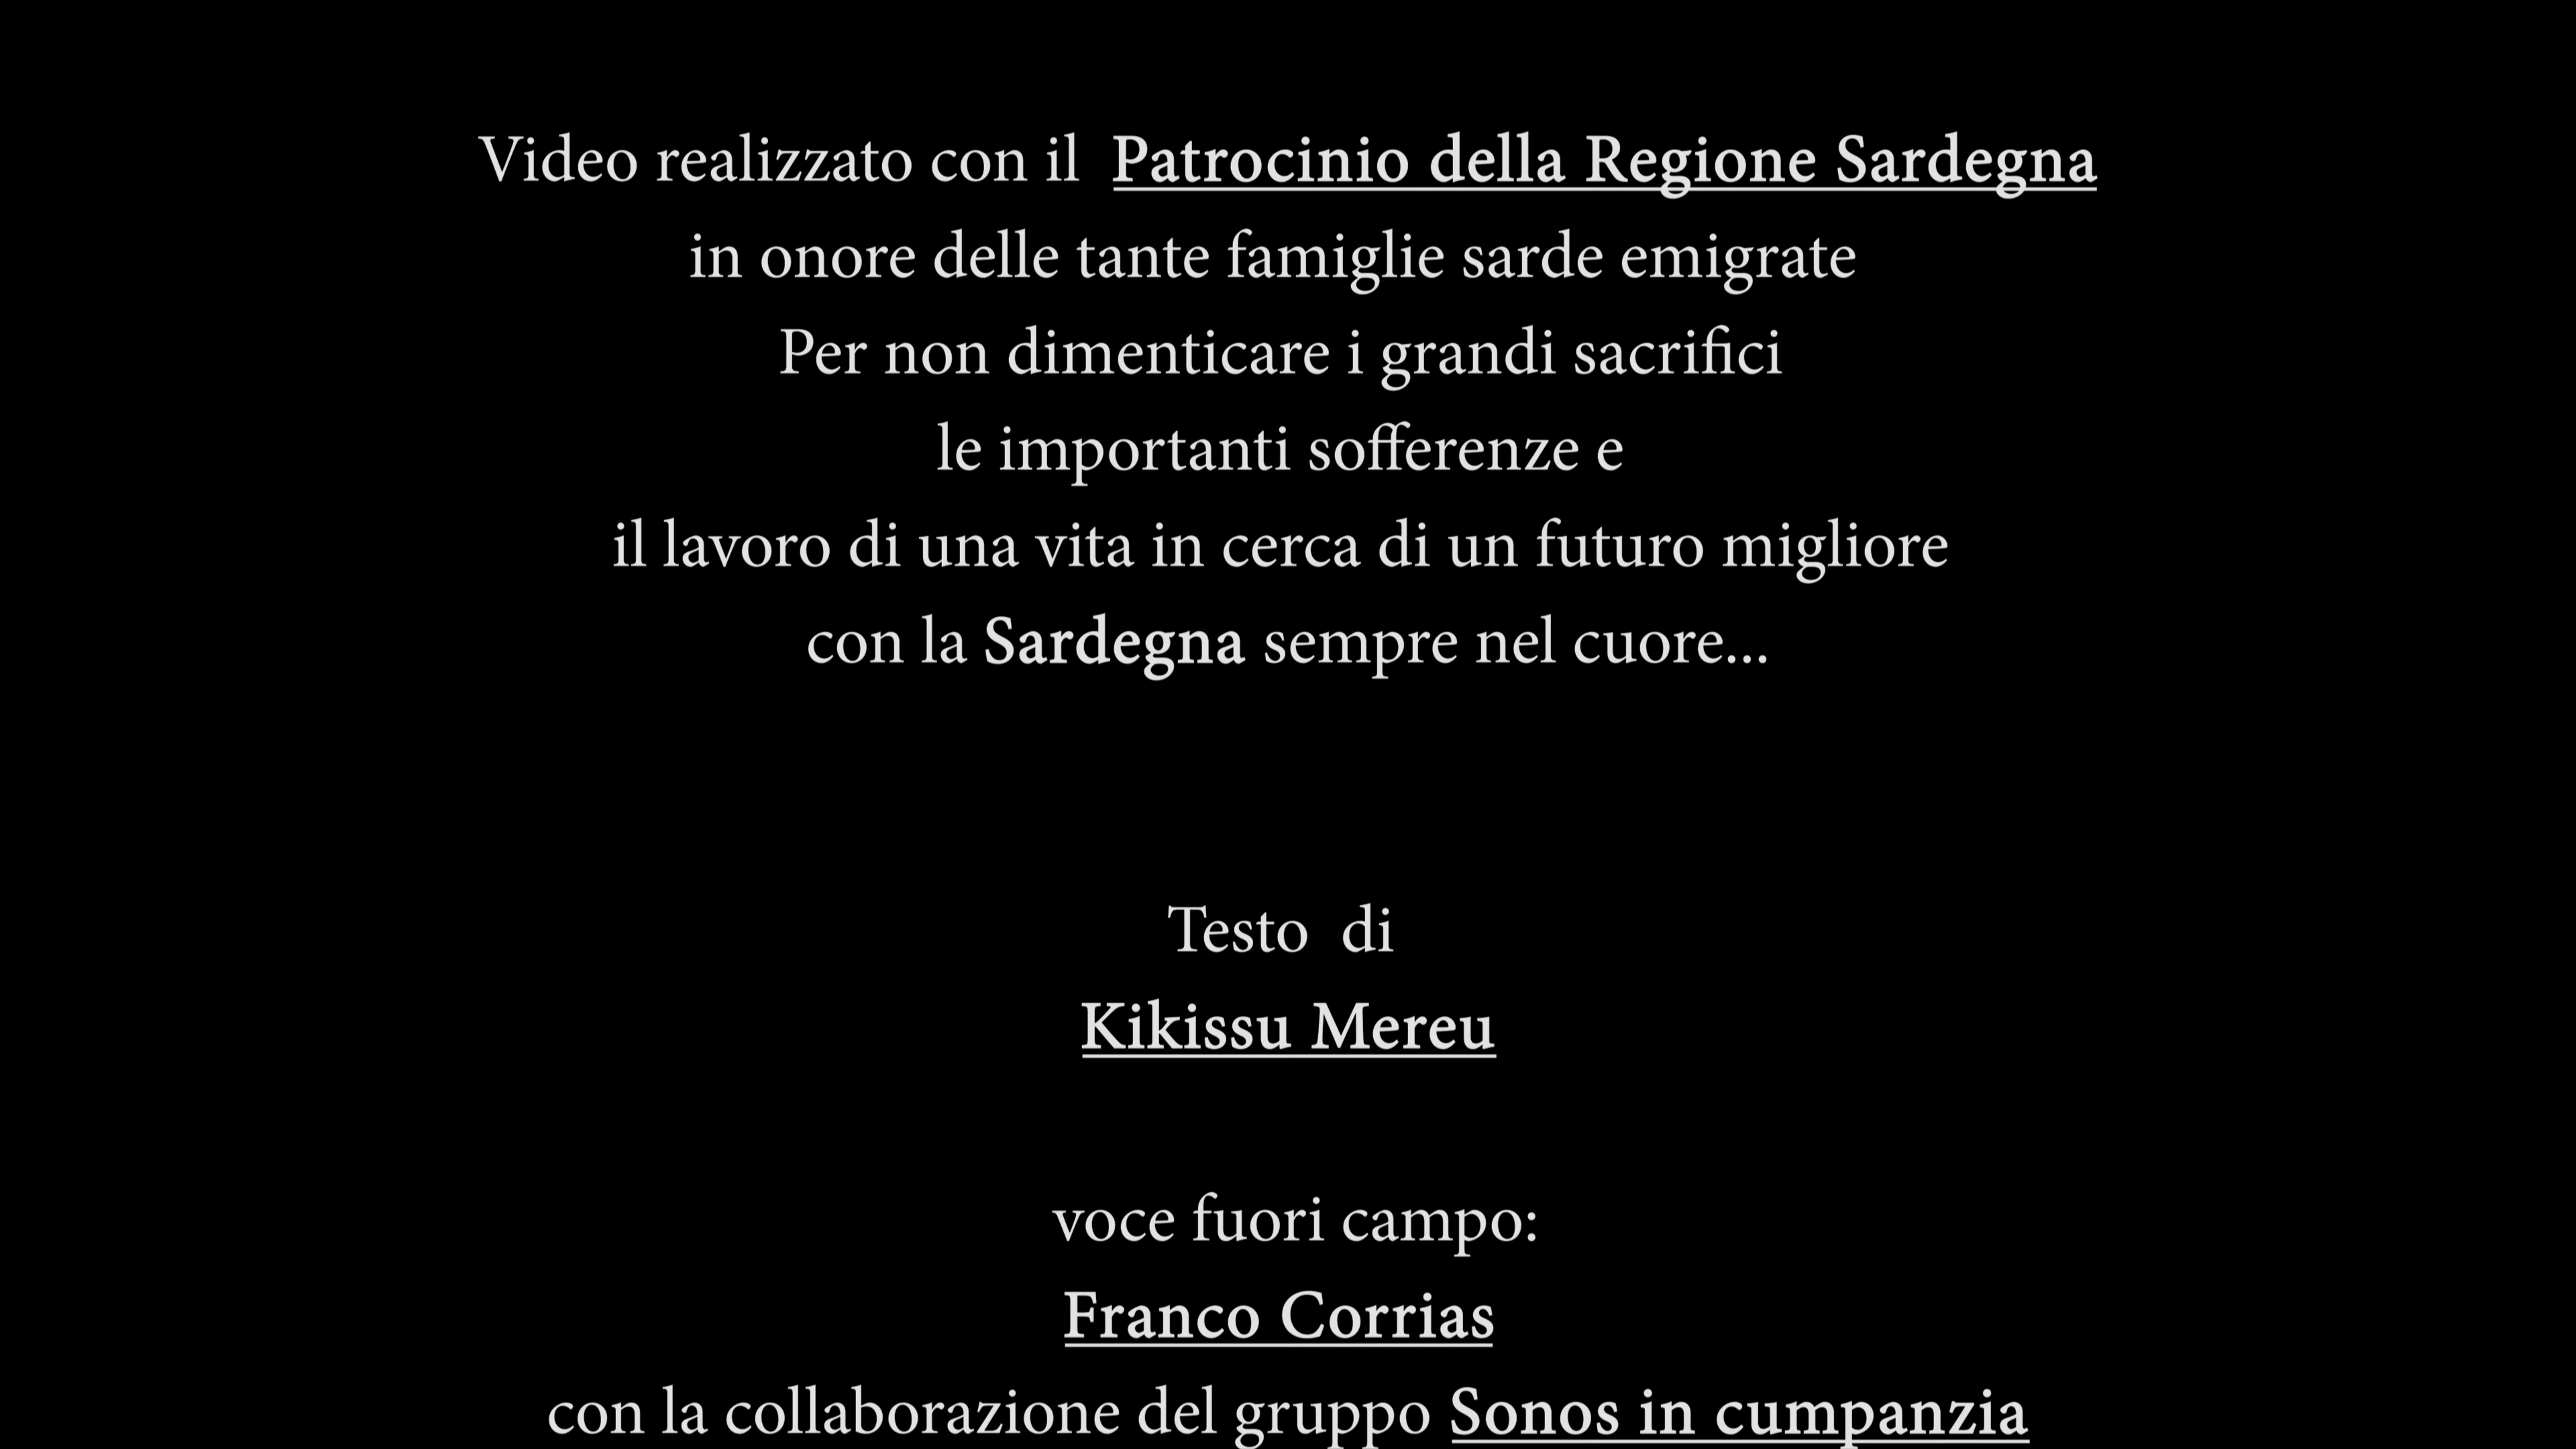 Video realizzato con il  Patrocinio della Regione Sardegna
in onore delle tante famiglie sarde emigrate
Per non dimenticare i grandi sacrifici
le importanti sofferenze e
il lavoro di una vita in cerca di un futuro migliore
con la Sardegna sempre nel cuore...
Testo  di
Kikissu Mereu
voce fuori campo:
Franco Corrias
con la collaborazione del gruppo Sonos in cumpanzia